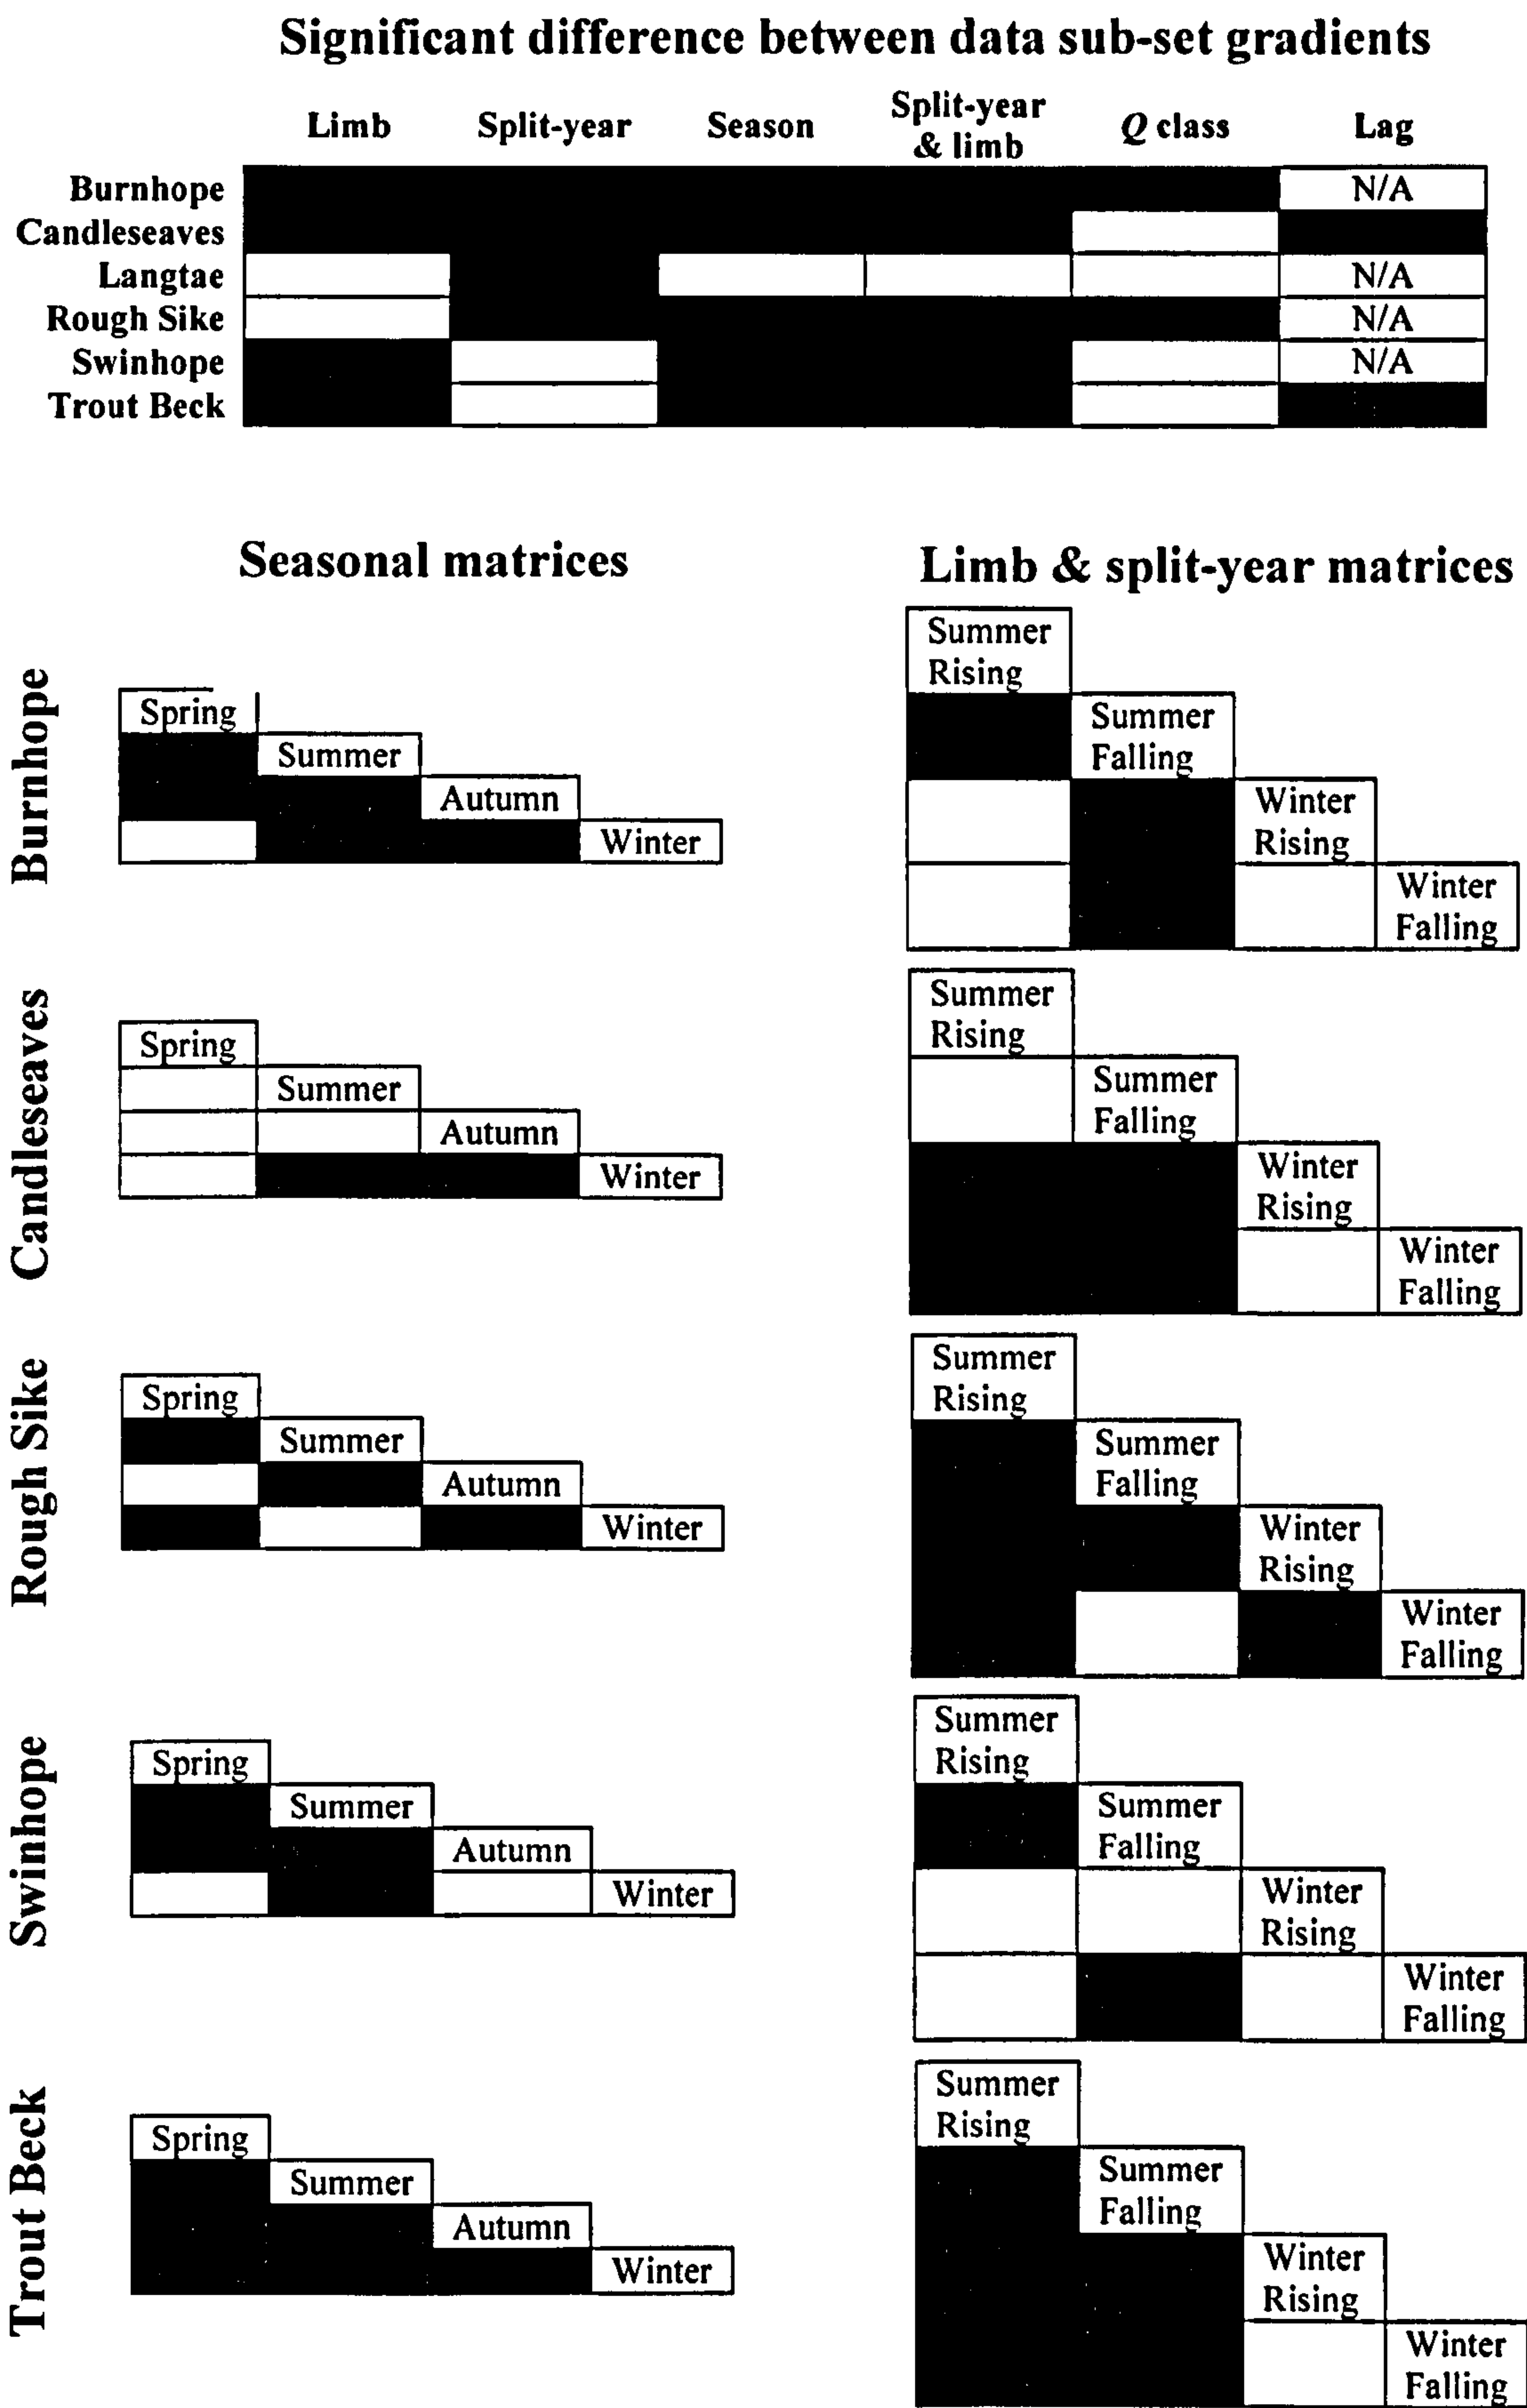 Significant difference between data sub-set gradients
Limb Split-year Season Split-year & limb Q class Lag
Burnhope N/A
Candleseaves
Langtae N/A
Rough Sike N/A
Swinhope N/A
Trout Beck
Seasonal matrices
Limb & split-year matrices
Burnhope
Spring
Summer
Autumn
Winter
Summer
Rising
Summer
Falling
Winter
Rising
Winter
Falling
Candleseaves
Spring
Summer
Autumn
Winter
Summer
Rising
Summer
Falling
Winter
Rising
Winter
Falling
Rough Sike
Spring
Summer
Autumn
Winter
Summer
Rising
Summer
Falling
Winter
Rising
Winter
Falling
Swinhope
Spring
Summer
Autumn
Winter
Summer
Rising
Summer
Falling
Winter
Rising
Winter
Falling
Trout Beck
Spring
Summer
Autumn
Winter
Summer
Rising
Summer
Falling
Winter
Rising
Winter
Falling